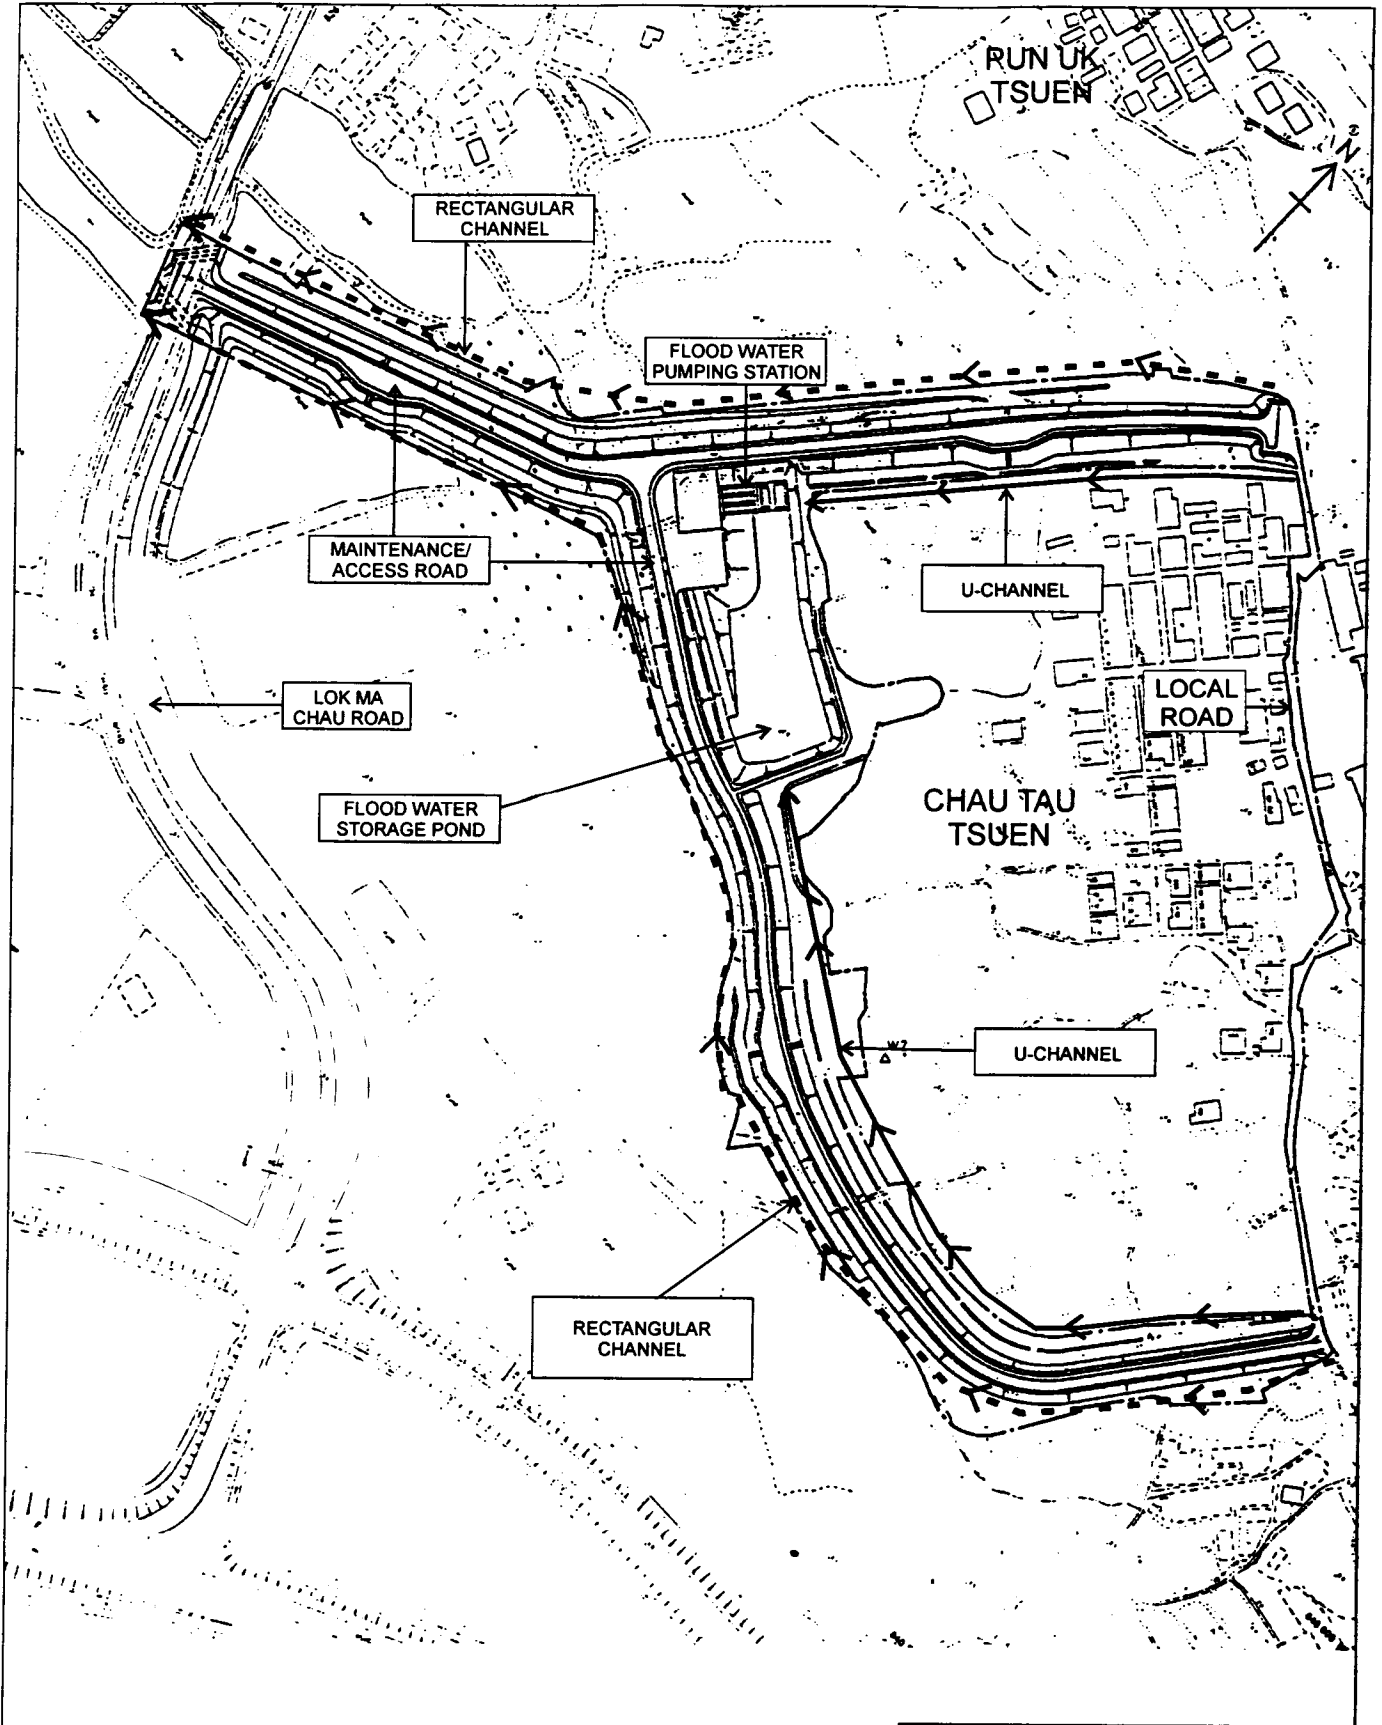 RUN UK
TSUEN
N
RECTANGULAR
CHANNEL
FLOOD WATER
PUMPING STATION
MAINTENANCE/
ACCESS ROAD
U-CHANNEL
LOK MA
CHAU ROAD
LOCAL
ROAD
FLOOD WATER
STORAGE POND
CHAU TAU
TSUEN
U-CHANNEL
RECTANGULAR
CHANNEL